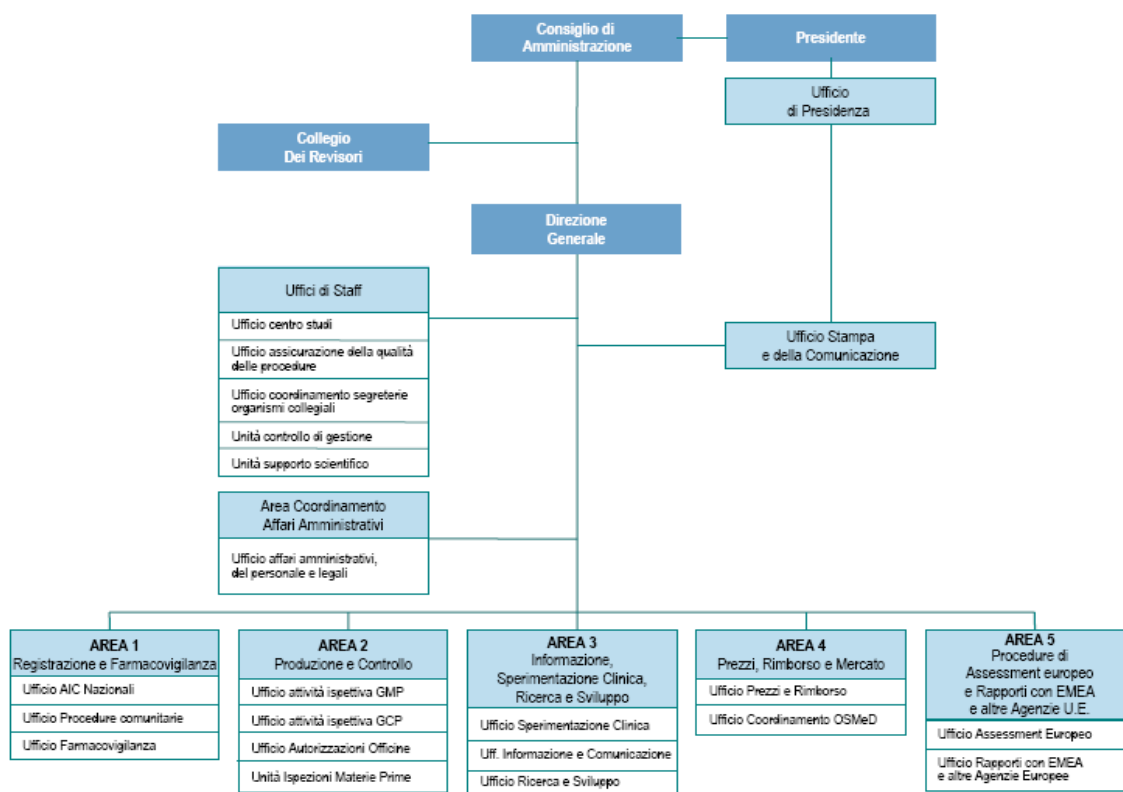 Consiglio di
Amministrazione
Presidente
Ufficio
di Presidenza
Collegio
Dei Revisori
Direzione
Generale
Uffici di Staff
Ufficio centro studi
Ufficio assicurazione della qualità
delle procedure
Ufficio coordinamento segreterie
organismi collegiali
Unità controllo di gestione
Unità supporto scientifico
Ufficio Stampa
e della Comunicazione
Area Coordinamento
Affari Amministrativi
Ufficio affari amministrativi,
del personale e legali
AREA 1
Registrazione e Farmacovigilanza
Ufficio AIC Nazionali
Ufficio Procedure comunitarie
Ufficio Farmacovigilanza
AREA 2
Produzione e Controllo
Ufficio attività ispettiva GMP
Ufficio attività ispettiva GCP
Ufficio Autorizzazioni Officine
Unità Ispezioni Materie Prime
AREA 3
Informazione,
Sperimentazione Clinica,
Ricerca e Sviluppo
Ufficio Sperimentazione Clinica
Uff. Informazione e Comunicazione
Ufficio Ricerca e Sviluppo
AREA 4
Prezzi, Rimborso e Mercato
Ufficio Prezzi e Rimborso
Ufficio Coordinamento OSMeD
AREA 5
Procedure di
Assessment europeo
e Rapporti con EMEA
e altre Agenzie U.E.
Ufficio Assessment Europeo
Ufficio Rapporti con EMEA
e altre Agenzie Europee